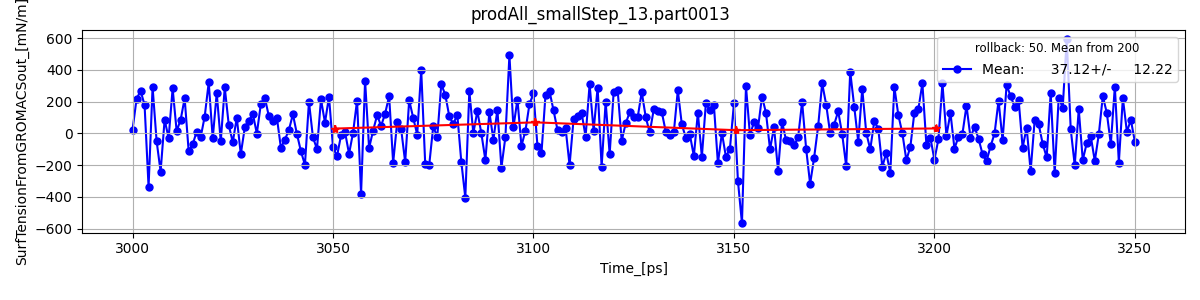 prodAll_smallStep_13.part0013
SurfTensionFromGROMACSout_[mN/m]
600
400
200
0
−200
−400
−600
rollback: 50. Mean from 200
Mean: 37.12+/- 12.22
3000 3050 3100 3150 3200 3250
Time_[ps]